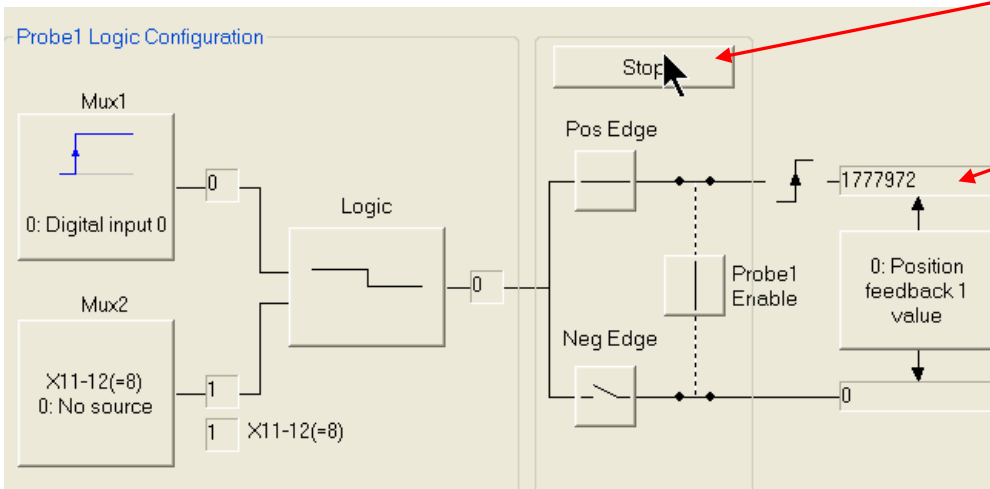 Probe1 Logic Configuration
Stop
Mux1
Pos Edge
0
1777972
0: Digital input 0
Logic
0
Probe1
Enable
0: Position
feedback 1
value
Mux2
Neg Edge
X11-12(=8)
0: No source
1
0
1
X11-12(=8)